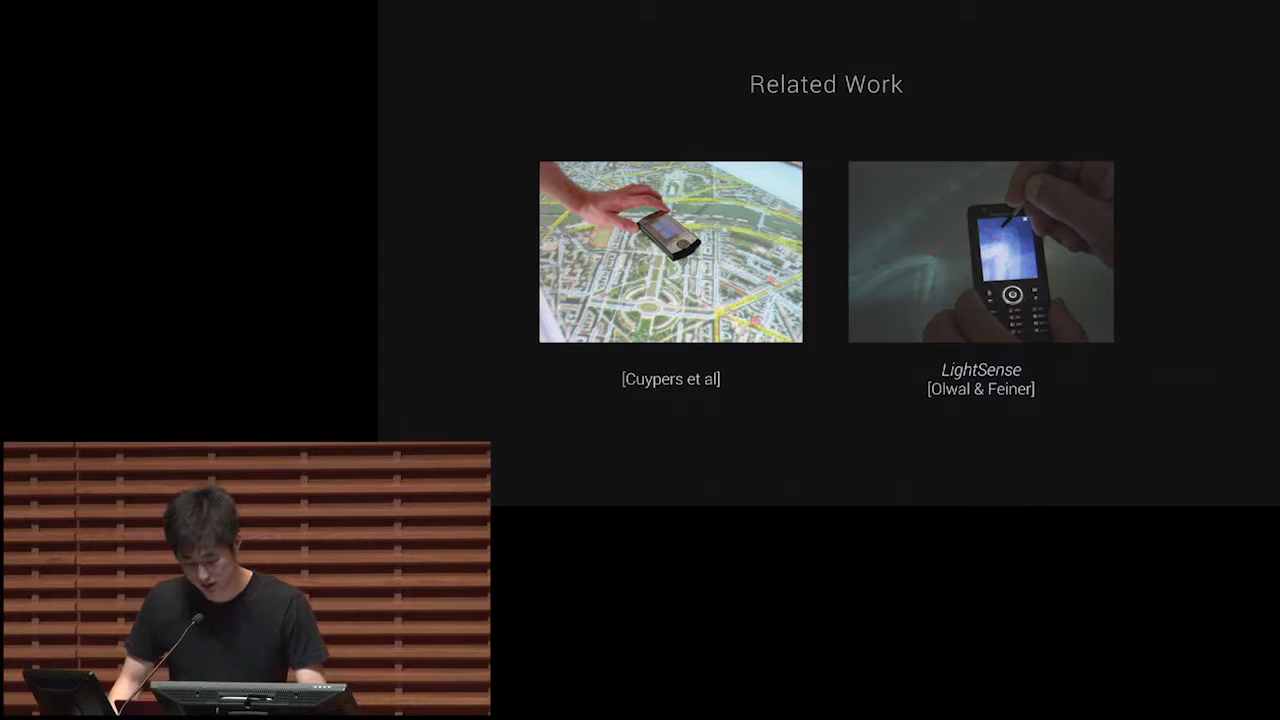 Related Work
[Cuypers et al]
LightSense
[Olwal & Feiner]